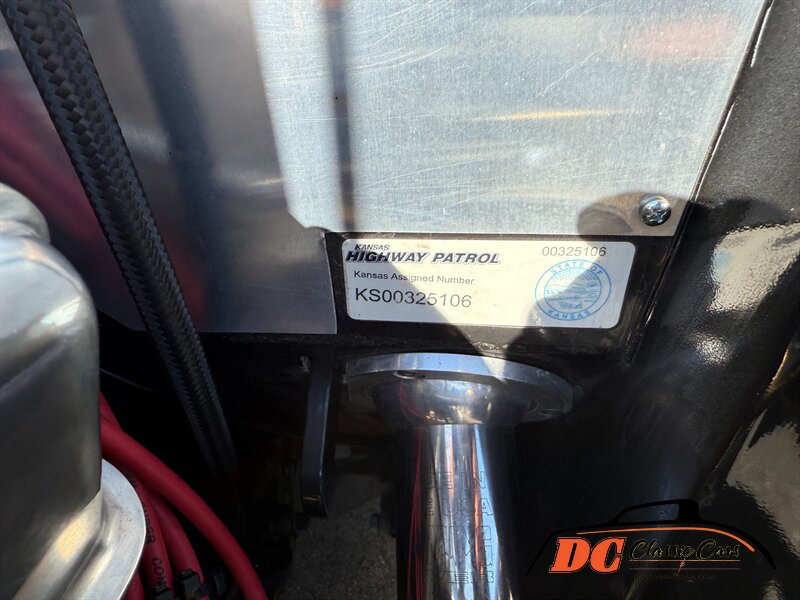 KANSAS
HIGHWAY PATROL
00325106
Kansas Assigned Number
KS00325106
STATE OF
KANSAS
DC Classic Cars